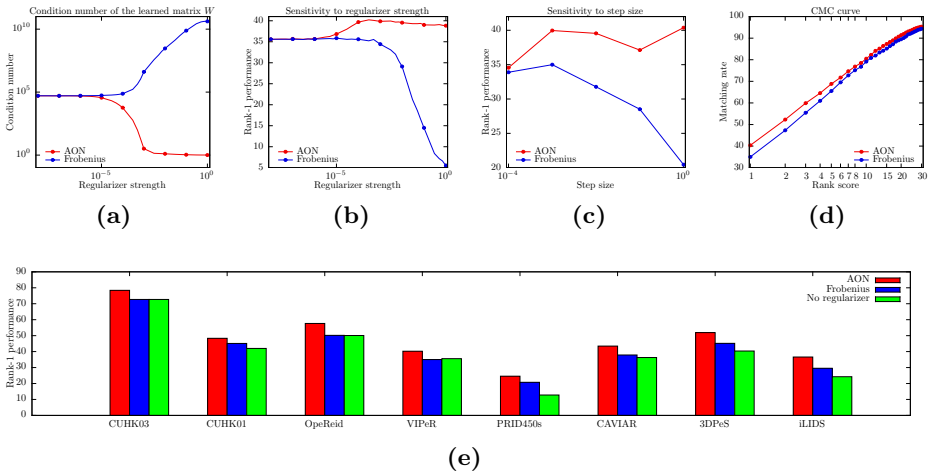 Condition number of the learned matrix W
Condition number
10^10
10^5
10^0
AON
Frobenius
10^-5
10^0
Regularizer strength
(a)
Sensitivity to regularizer strength
Rank-1 performance
45
40
35
30
25
20
15
10
5
AON
Frobenius
10^-5
10^0
Regularizer strength
(b)
Sensitivity to step size
Rank-1 performance
45
40
35
30
25
20
AON
Frobenius
10^-4
10^0
Step size
(c)
CMC curve
Matching rate
100
90
80
70
60
50
40
30
AON
Frobenius
1 2 3 4 5 6 7 8 10 15 20 30
Rank score
(d)
Rank-1 performance
90
80
70
60
50
40
30
20
10
0
AON
Frobenius
No regularizer
CUHK03 CUHK01 OpeReid VIPeR PRID450s CAVIAR 3DPeS iLIDS
(e)